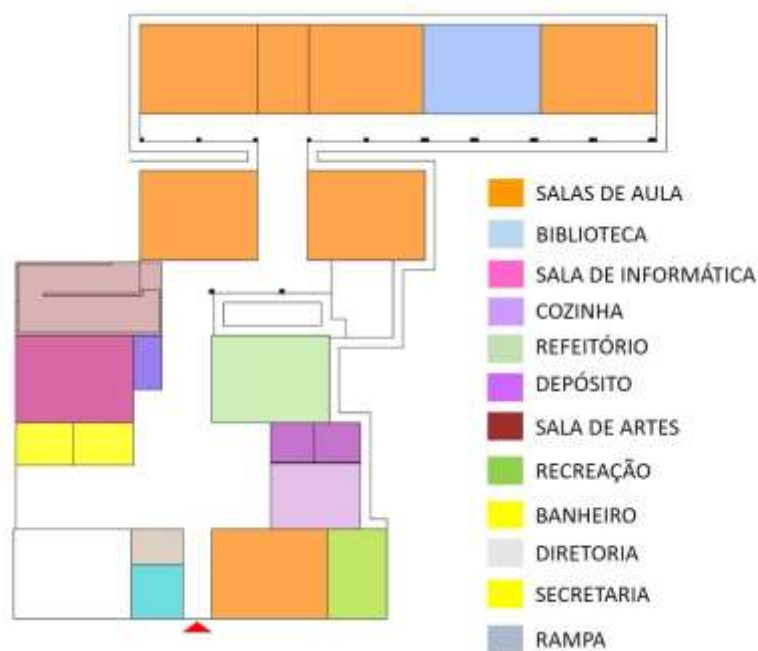 SALAS DE AULA
BIBLIOTECA
SALA DE INFORMÁTICA
COZINHA
REFEITÓRIO
DEPÓSITO
SALA DE ARTES
RECREAÇÃO
BANHEIRO
DIRETORIA
SECRETARIA
RAMPA